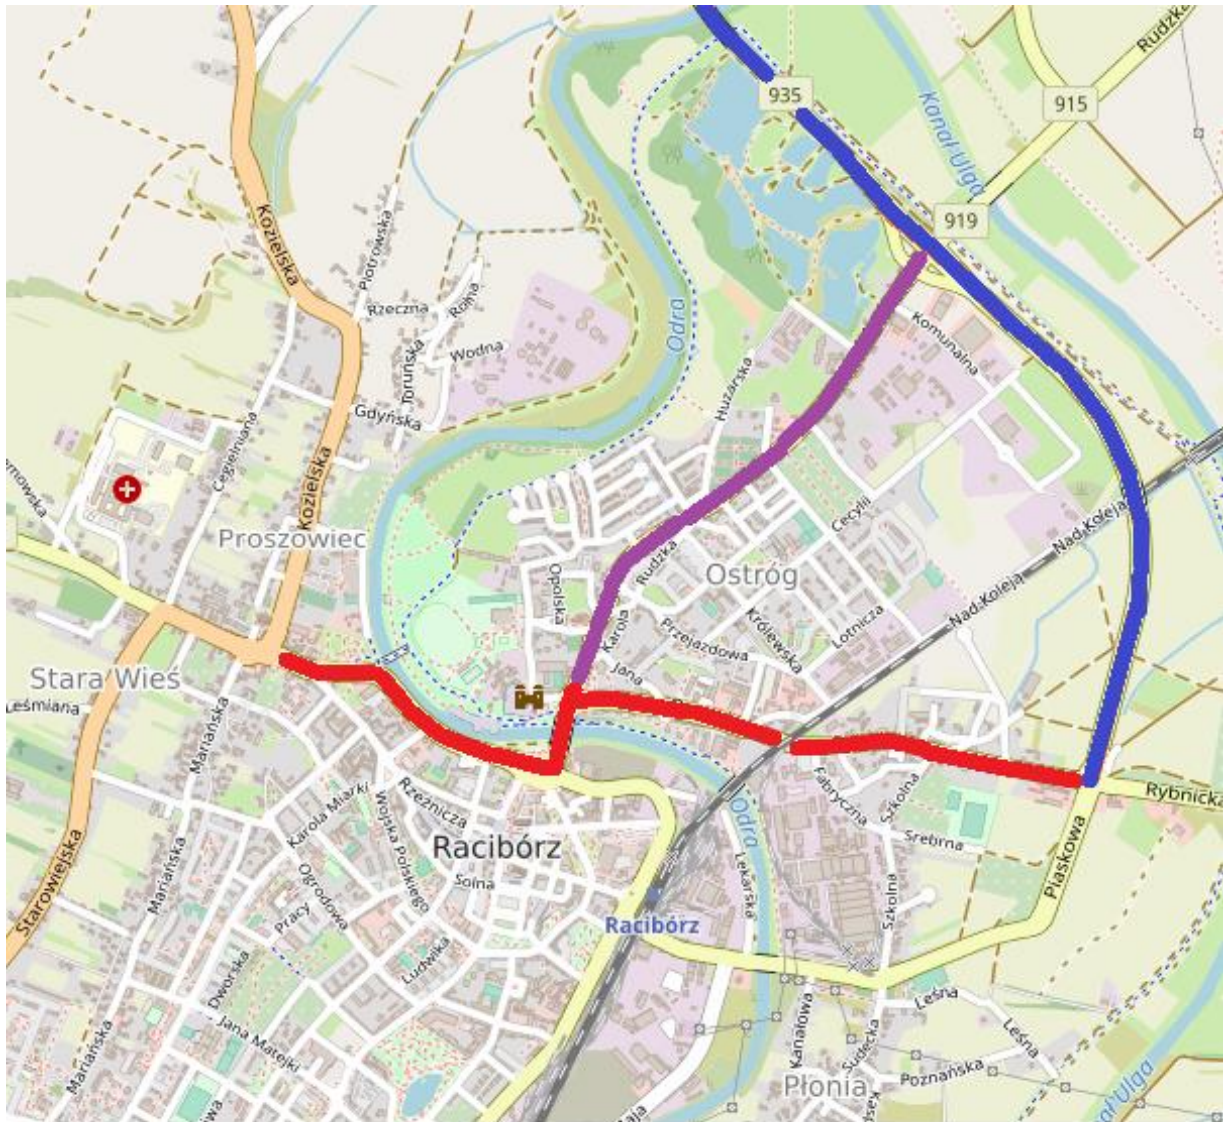 Rudzka
935
915
Kanał Ulga
919
Kozielska
Piotrowska
Rzeczna
Rolna
Odra
Wodna
Toruńska
Komunalna
Huzarska
Gdyńska
Cegielniana
Kozielska
Cecylii
Nad Koleją
Proszowiec
Ostróg
Rudzka
Opolska
Karola
Królewska
Lotnicza
Nad Koleją
Przejazdowa
Jana
Stara Wieś
Leśmiana
Mariańska
Fabryczna
Szkolna
Rybnicka
Rzeźnicza
Karola Miarki
Wojska Polskiego
Odra
Srebrna
Piaskowa
Racibórz
Starowiejska
Mariańska
Solna
Lekarska
Ogrodowa
Szkolna
Pracy
Racibórz
Ludwika
Dworska
Leśna
Jana Matejki
Kanałowa
Sudecka
Leśna
Mariańska
Poznańska
Płonia